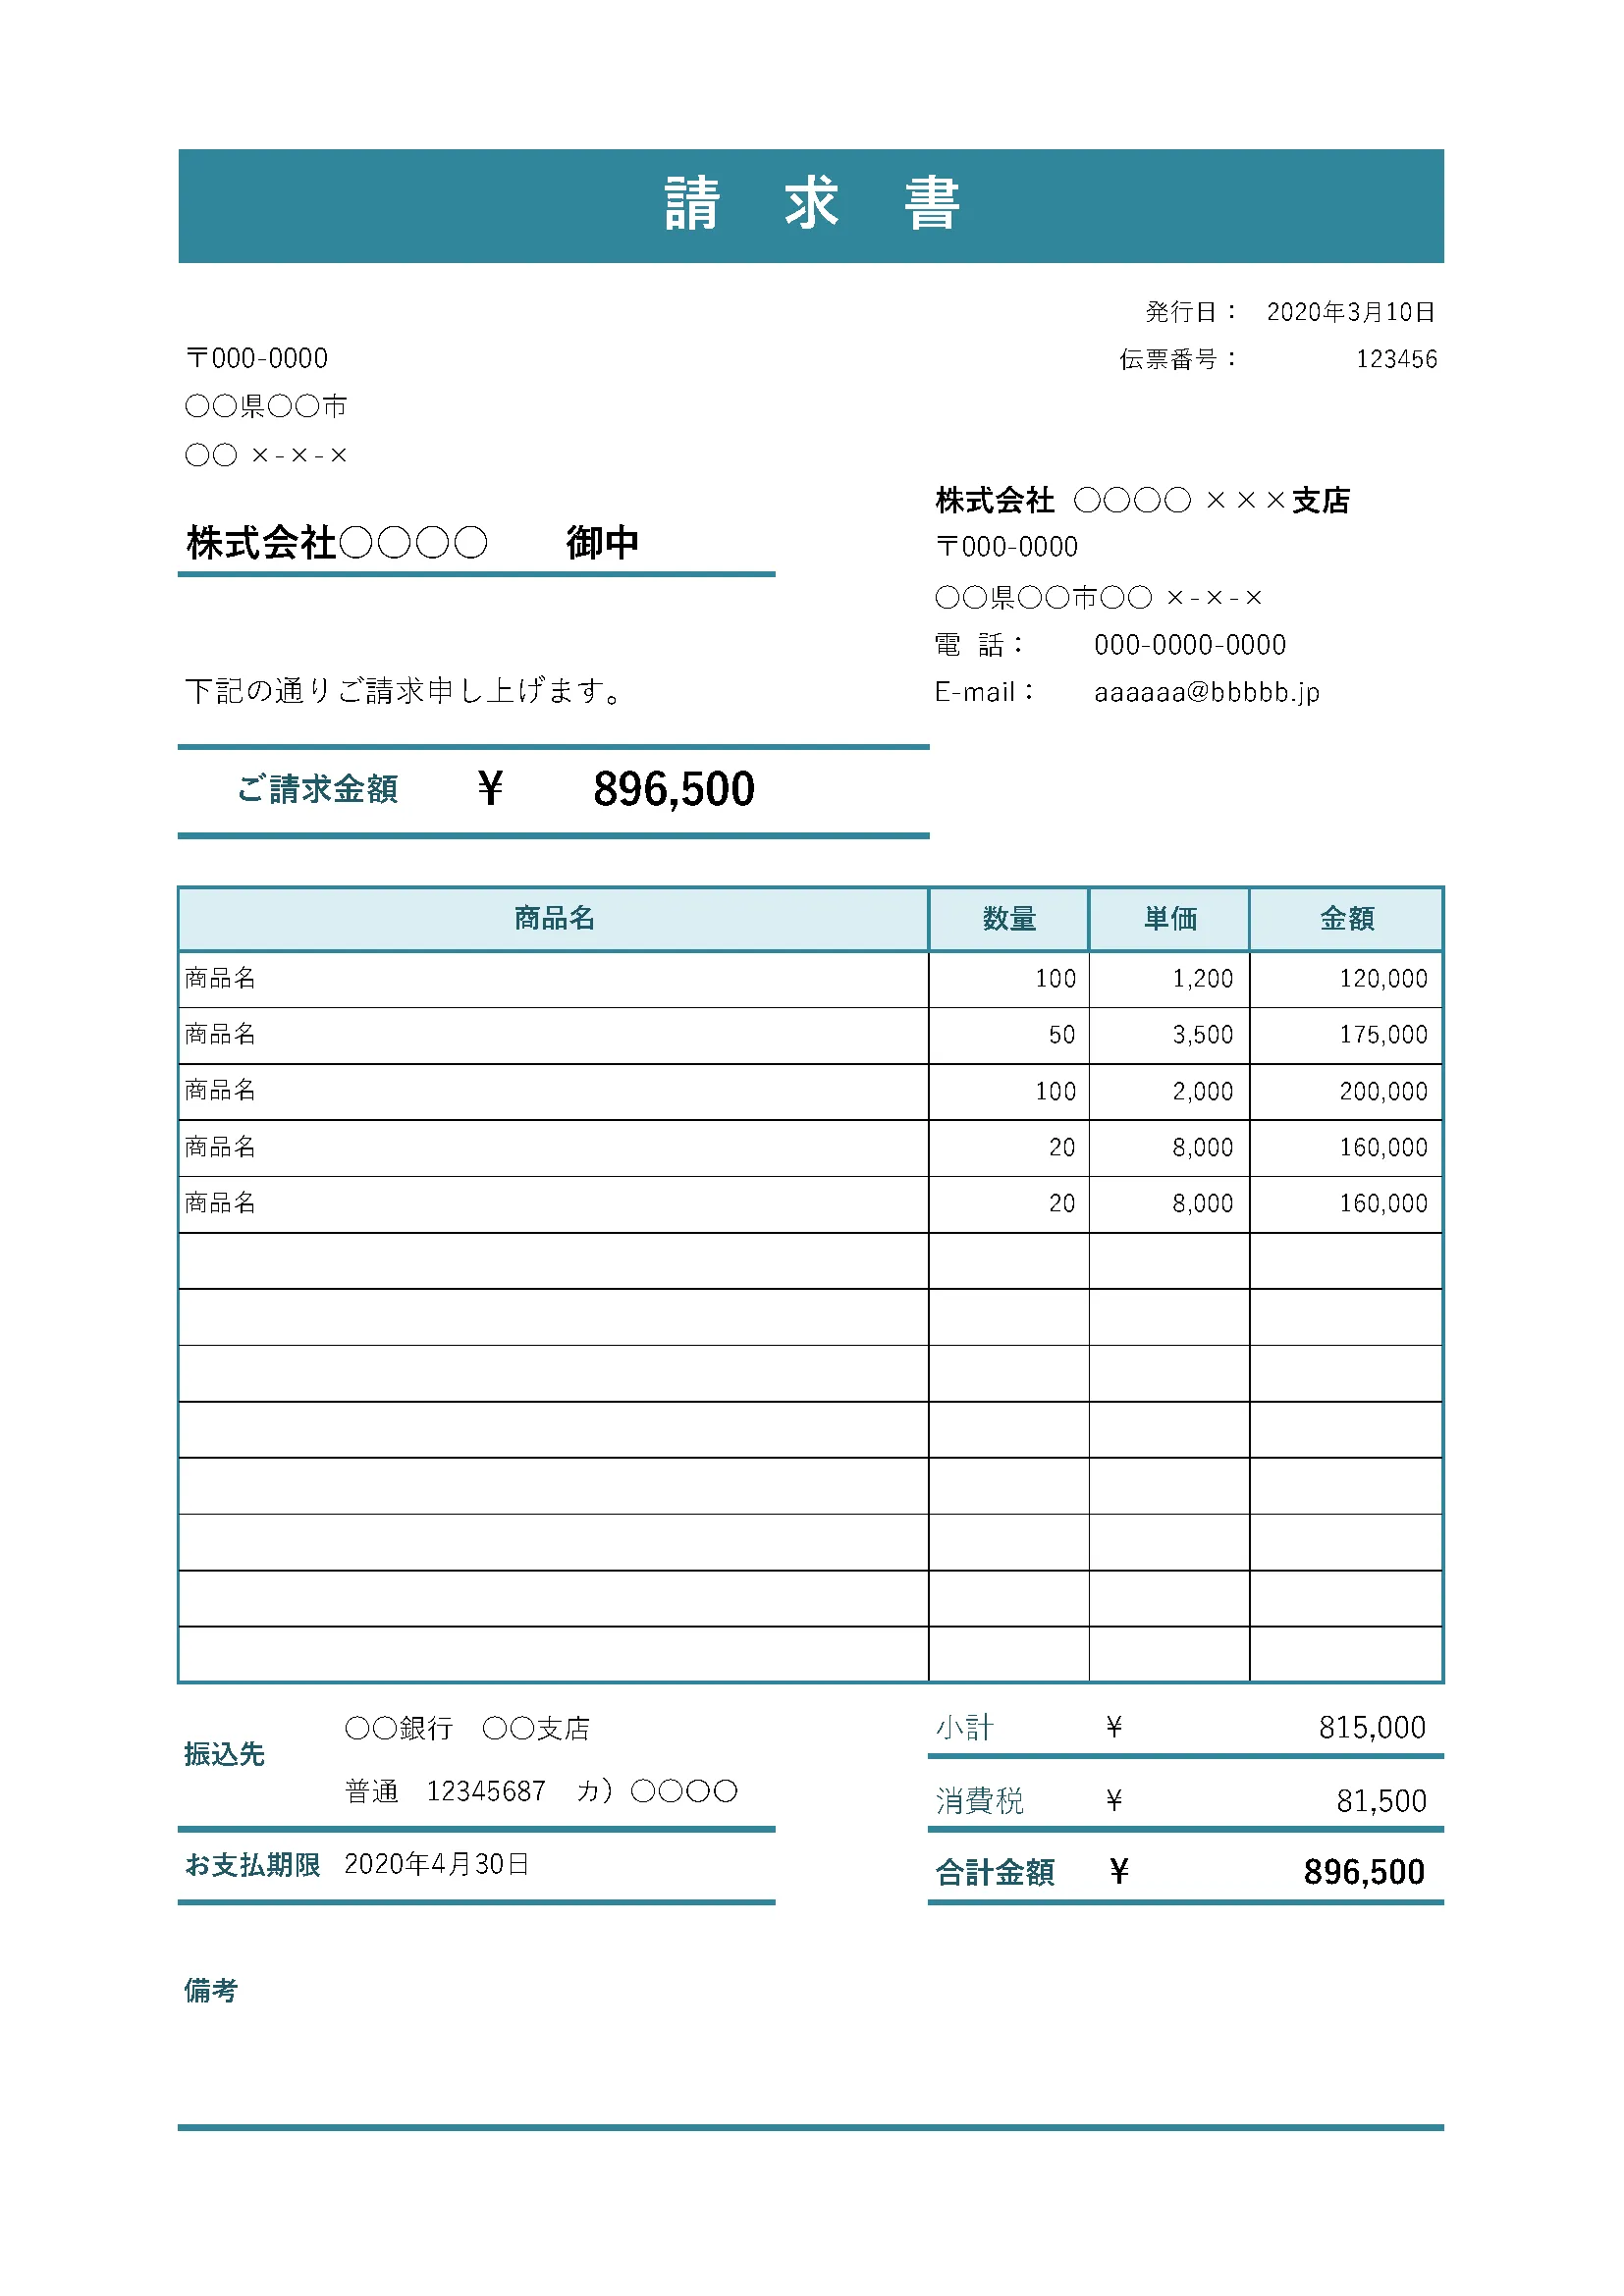 請 求 書
発行日： 2020年3月10日
伝票番号： 123456
〒000-0000
〇〇県〇〇市
〇〇 ×-×-×
株式会社〇〇〇〇 御中
株式会社 〇〇〇〇 ×××支店
〒000-0000
〇〇県〇〇市〇〇 ×-×-×
電 話： 000-0000-0000
E-mail： aaaaaa@bbbbb.jp
下記の通りご請求申し上げます。
ご請求金額 ¥ 896,500
商品名 数量 単価 金額
商品名 100 1,200 120,000
商品名 50 3,500 175,000
商品名 100 2,000 200,000
商品名 20 8,000 160,000
商品名 20 8,000 160,000
振込先
〇〇銀行 〇〇支店
普通 12345687 カ）〇〇〇〇
お支払期限 2020年4月30日
小計 ¥ 815,000
消費税 ¥ 81,500
合計金額 ¥ 896,500
備考